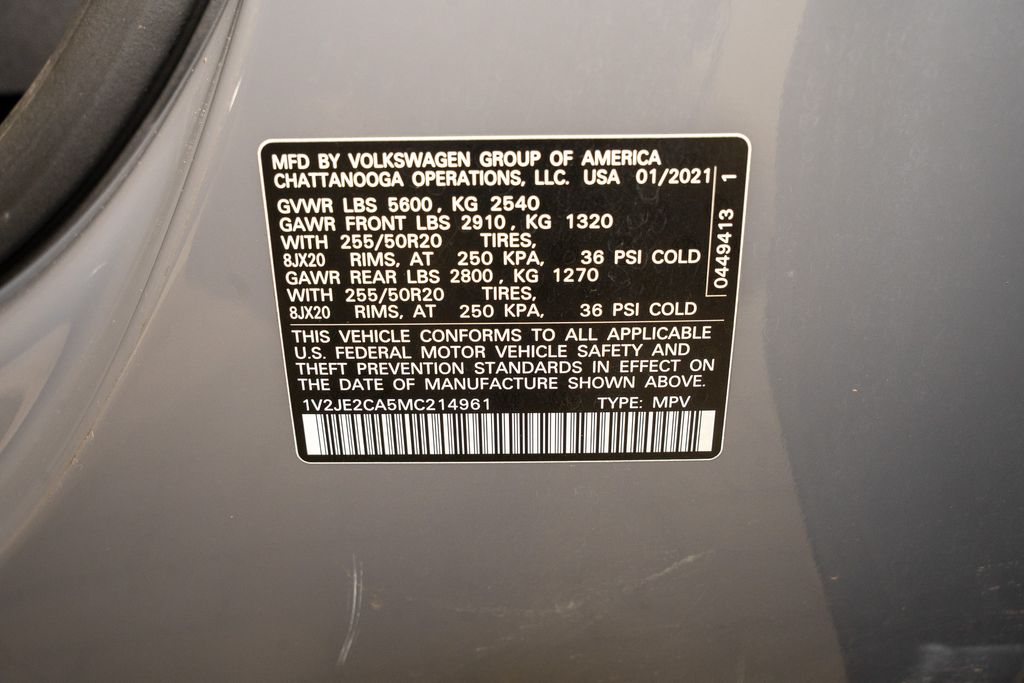 MFD BY VOLKSWAGEN GROUP OF AMERICA
CHATTANOOGA OPERATIONS, LLC. USA 01/2021
GVWR LBS 5600, KG 2540
GAWR FRONT LBS 2910, KG 1320
WITH 255/50R20 TIRES,
8JX20 RIMS, AT 250 KPA, 36 PSI COLD
GAWR REAR LBS 2800, KG 1270
WITH 255/50R20 TIRES,
8JX20 RIMS, AT 250 KPA, 36 PSI COLD
0449413 1
THIS VEHICLE CONFORMS TO ALL APPLICABLE
U.S. FEDERAL MOTOR VEHICLE SAFETY AND
THEFT PREVENTION STANDARDS IN EFFECT ON
THE DATE OF MANUFACTURE SHOWN ABOVE.
1V2JE2CA5MC214961 TYPE: MPV